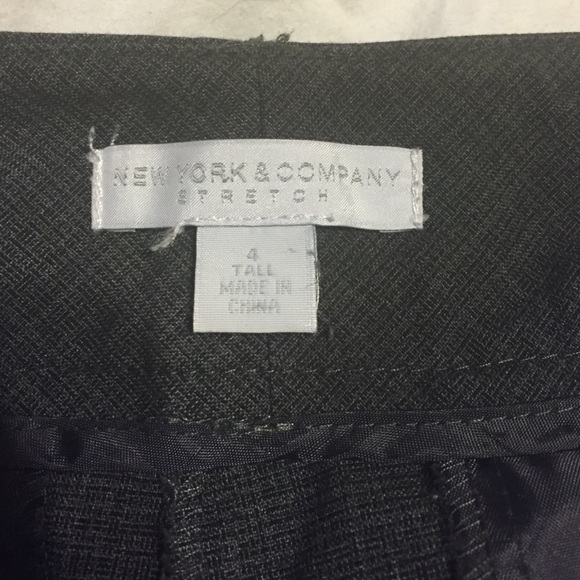 NEW YORK & COMPANY
STRETCH
4
TALL
MADE IN
CHINA